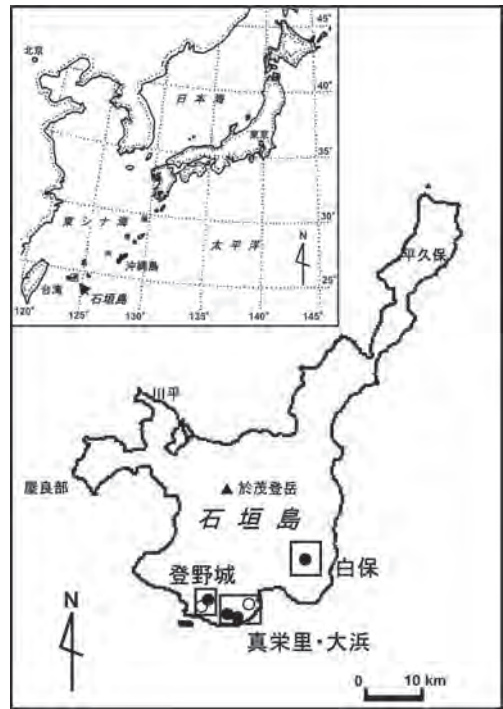 45°
北京
日本海
40°
東京
35°
東シナ海
30°
太平洋
N
沖縄島
台湾
石垣島
25°
120° 125° 130° 135° 140° 145°
平久保
川平
屋良部
▲於茂登岳
石垣島
登野城
白保
真栄里・大浜
N
0 10 km